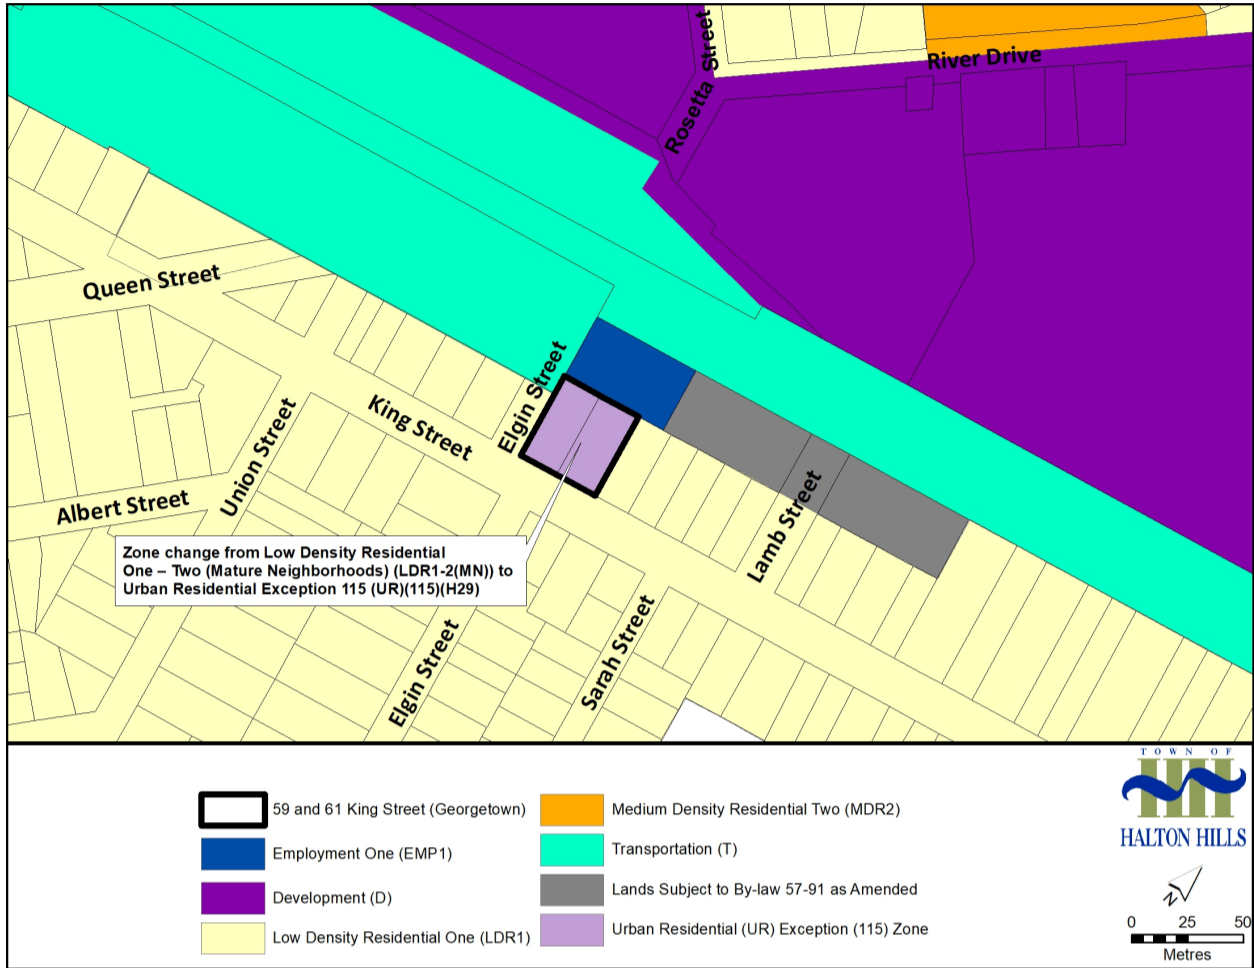 Rosetta Street
River Drive
Queen Street
Elgin Street
King Street
Union Street
Albert Street
Lamb Street
Zone change from Low Density Residential
One – Two (Mature Neighborhoods) (LDR1-2(MN)) to
Urban Residential Exception 115 (UR)(115)(H29)
Elgin Street
Sarah Street
59 and 61 King Street (Georgetown)
Employment One (EMP1)
Development (D)
Low Density Residential One (LDR1)
Medium Density Residential Two (MDR2)
Transportation (T)
Lands Subject to By-law 57-91 as Amended
Urban Residential (UR) Exception (115) Zone
TOWN OF
HALTON HILLS
N
0 25 50
Metres